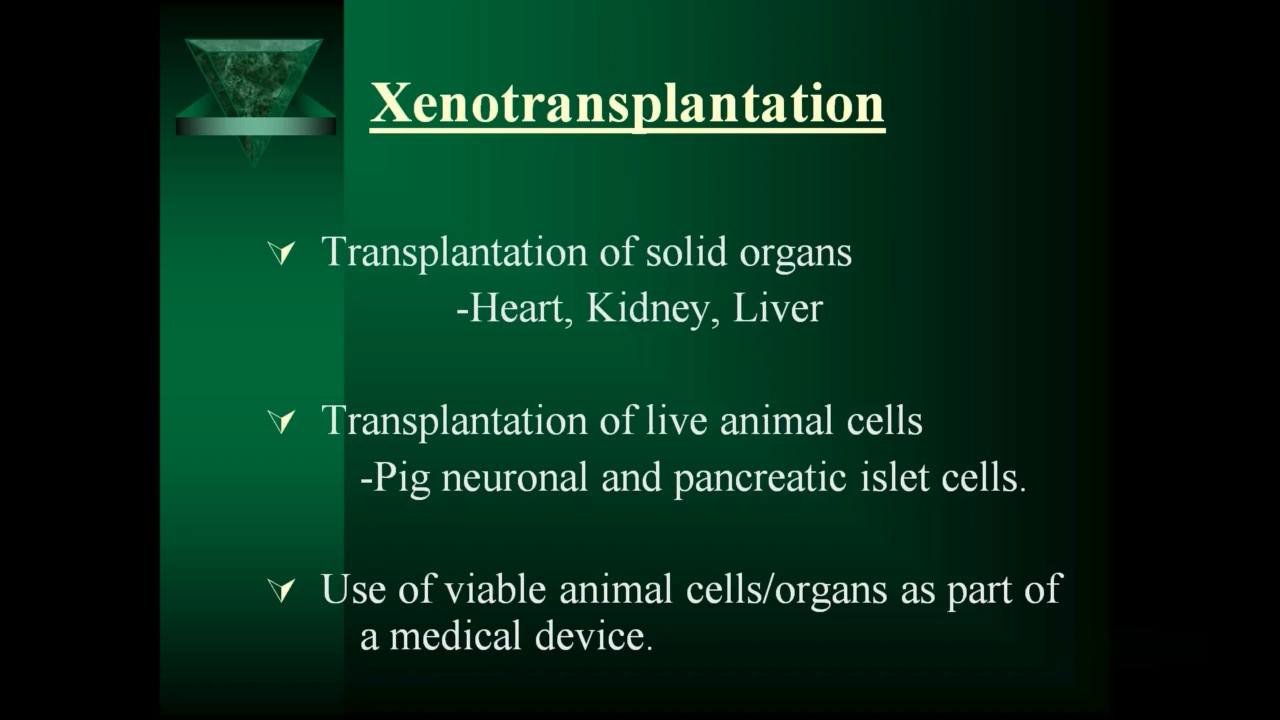 Xenotransplantation
Transplantation of solid organs
-Heart, Kidney, Liver
Transplantation of live animal cells
-Pig neuronal and pancreatic islet cells.
Use of viable animal cells/organs as part of
a medical device.